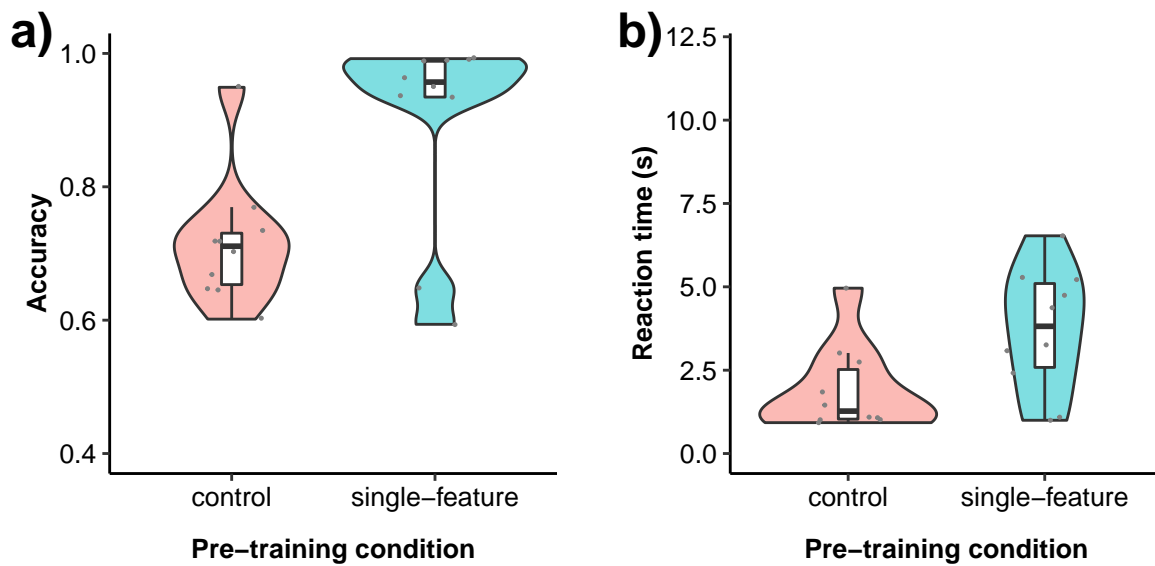 a)
Accuracy
1.0
0.8
0.6
0.4
control single−feature
Pre−training condition
b)
Reaction time (s)
12.5
10.0
7.5
5.0
2.5
0.0
control single−feature
Pre−training condition